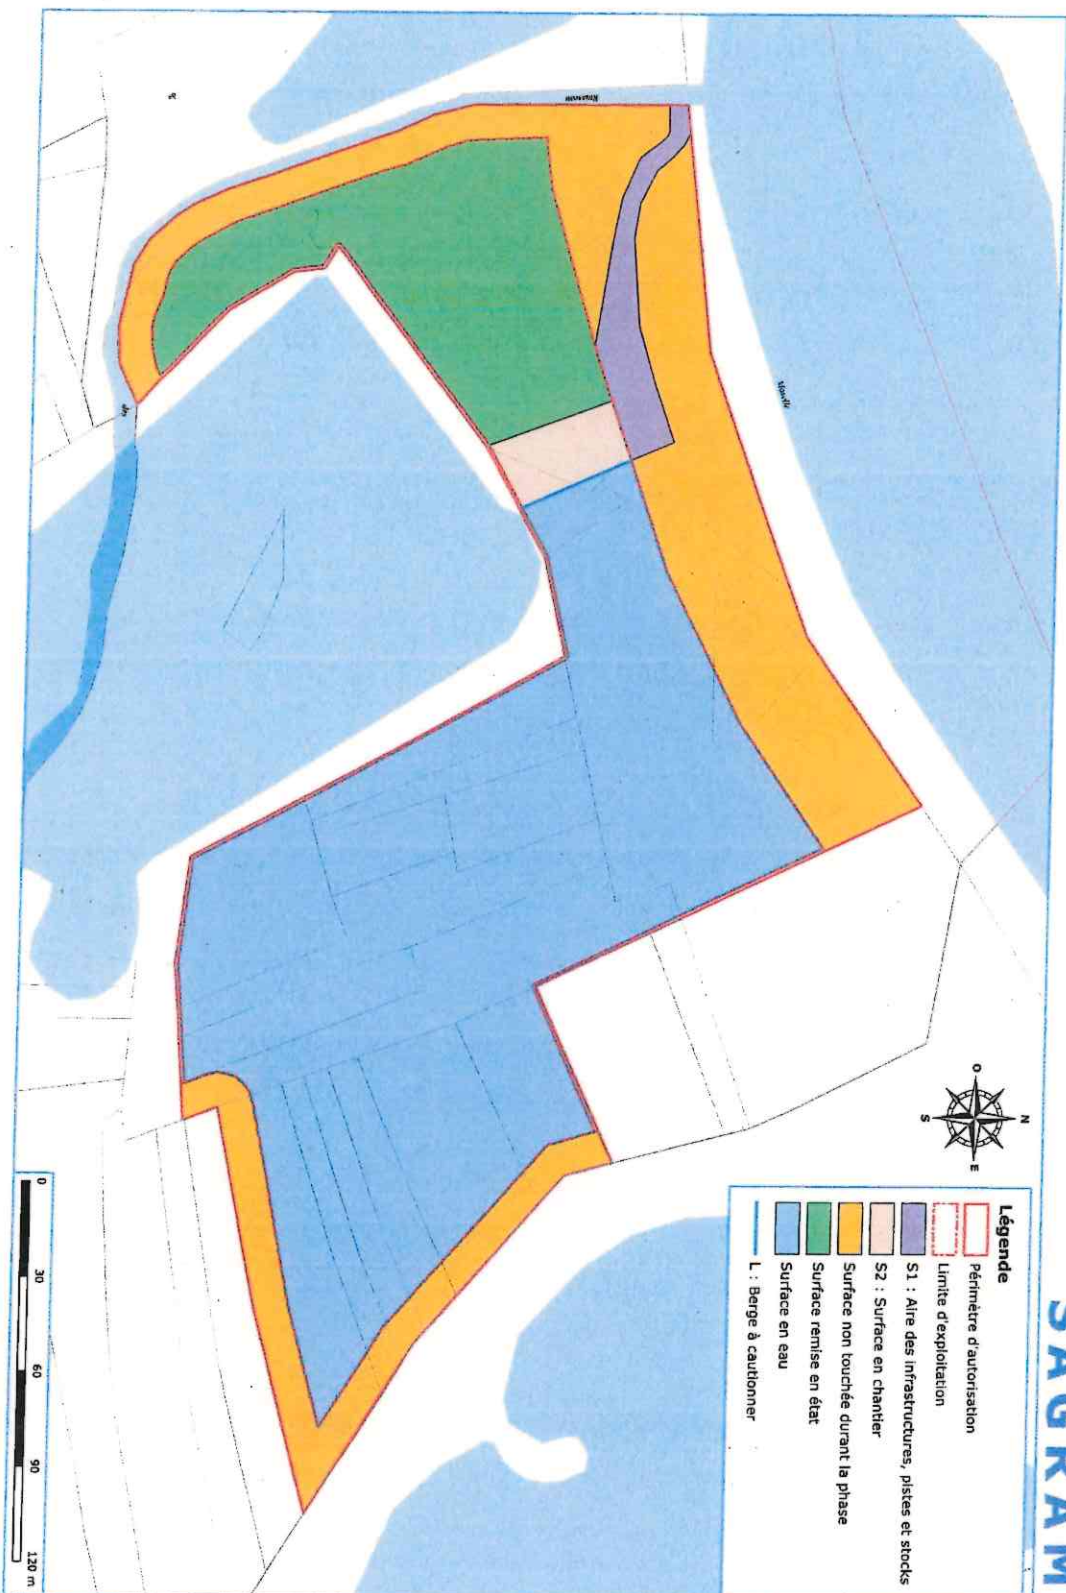 SAGRAM
Légende
Périmètre d'autorisation
Limite d'exploitation
S1 : Aire des infrastructures, pistes et stocks
S2 : Surface en chantier
Surface non touchée durant la phase
Surface remise en état
Surface en eau
L : Berge à cautionner
N
O
E
S
Moselle
0
30
60
90
120 m